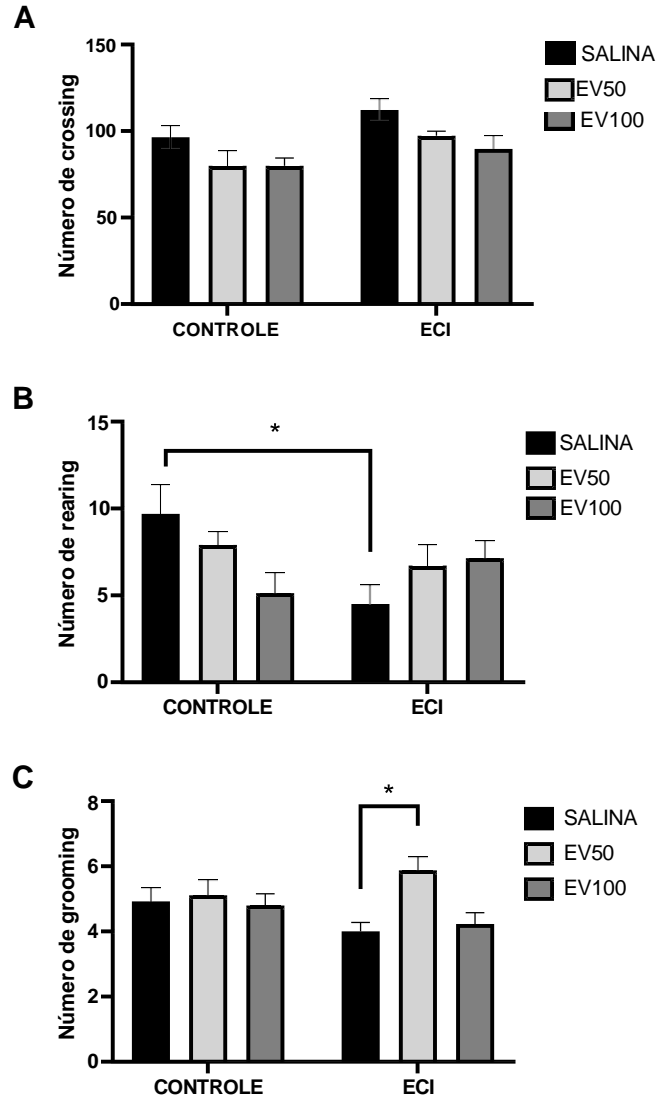 A
Número de crossing
150
100
50
0
CONTROLE
ECI
SALINA
EV50
EV100
B
Número de rearing
15
10
5
0
*
CONTROLE
ECI
SALINA
EV50
EV100
C
Número de grooming
8
6
4
2
0
*
CONTROLE
ECI
SALINA
EV50
EV100